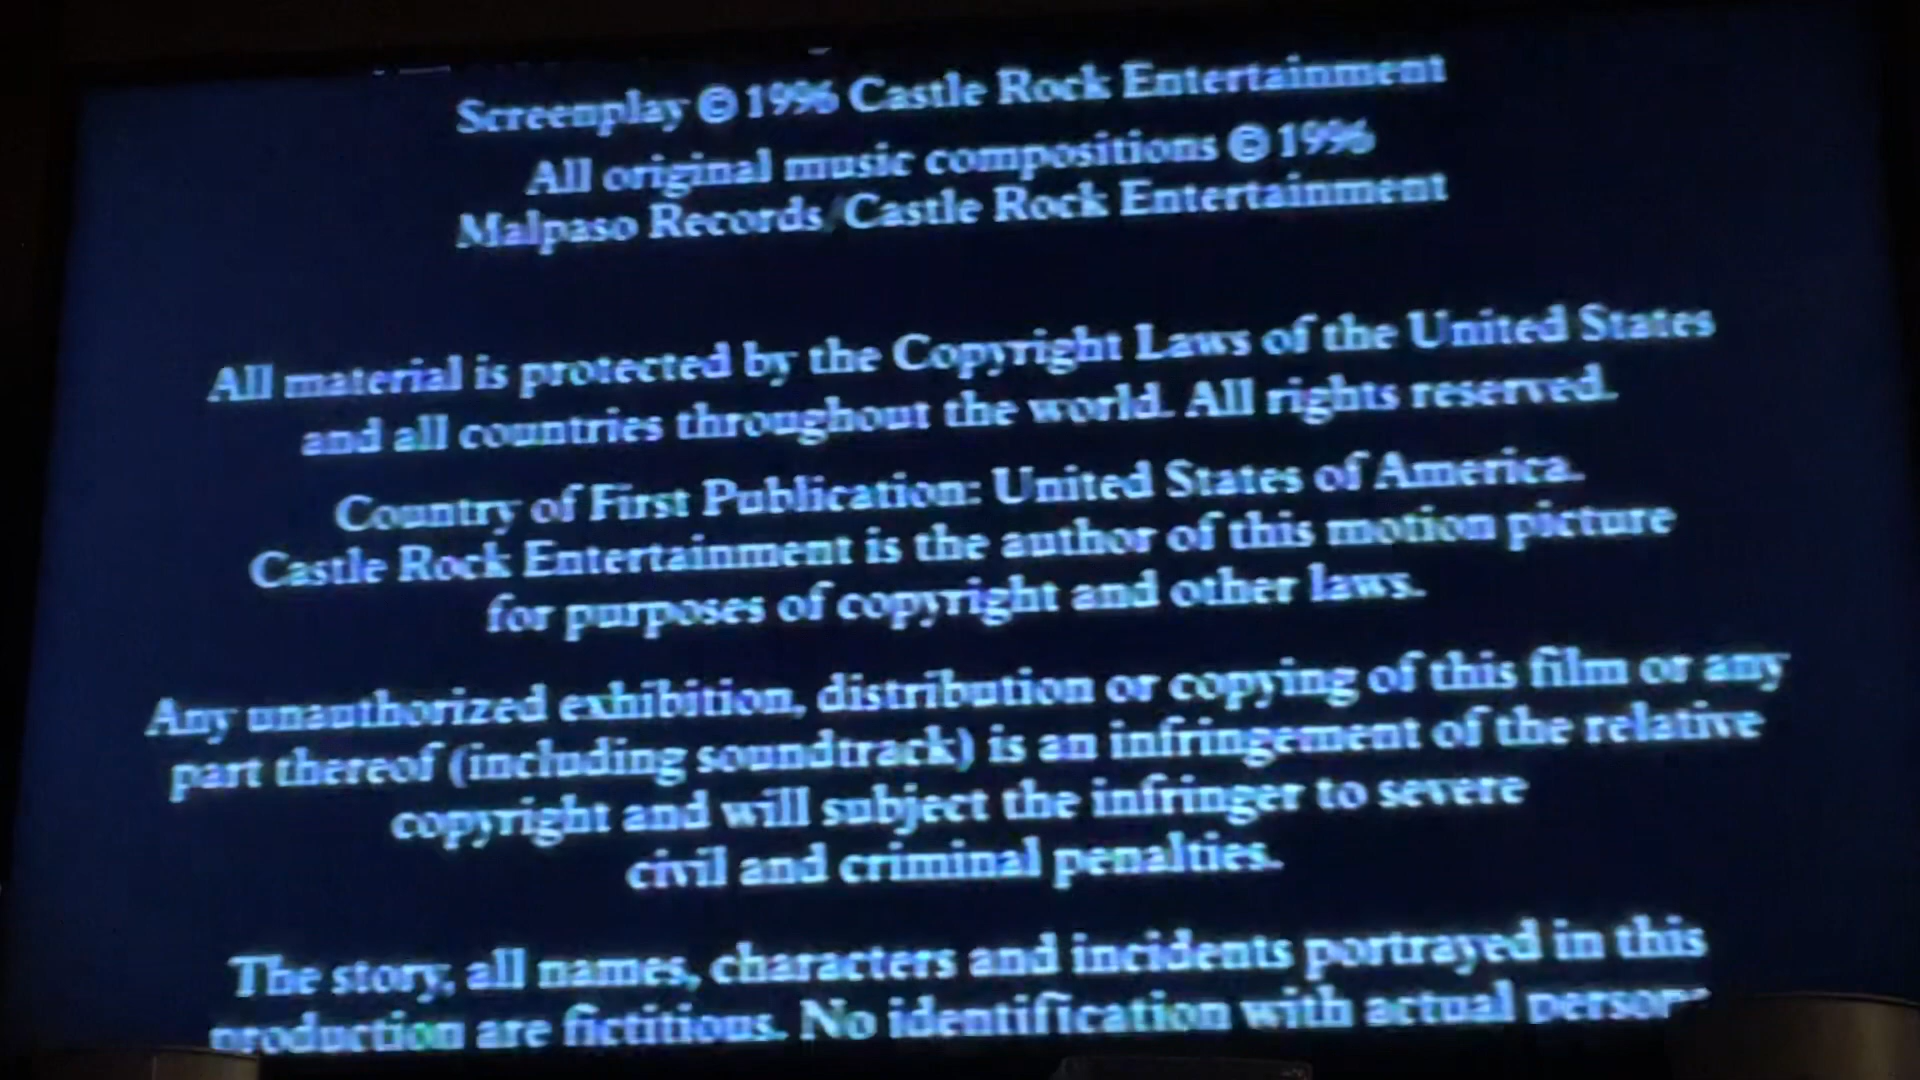 Screenplay © 1996 Castle Rock Entertainment
All original music compositions © 1996
Malpaso Records/Castle Rock Entertainment
All material is protected by the Copyright Laws of the United States
and all countries throughout the world. All rights reserved.
Country of First Publication: United States of America.
Castle Rock Entertainment is the author of this motion picture
for purposes of copyright and other laws.
Any unauthorized exhibition, distribution or copying of this film or any
part thereof (including soundtrack) is an infringement of the relative
copyright and will subject the infringer to severe
civil and criminal penalties.
The story, all names, characters and incidents portrayed in this
production are fictitious. No identification with actual persons